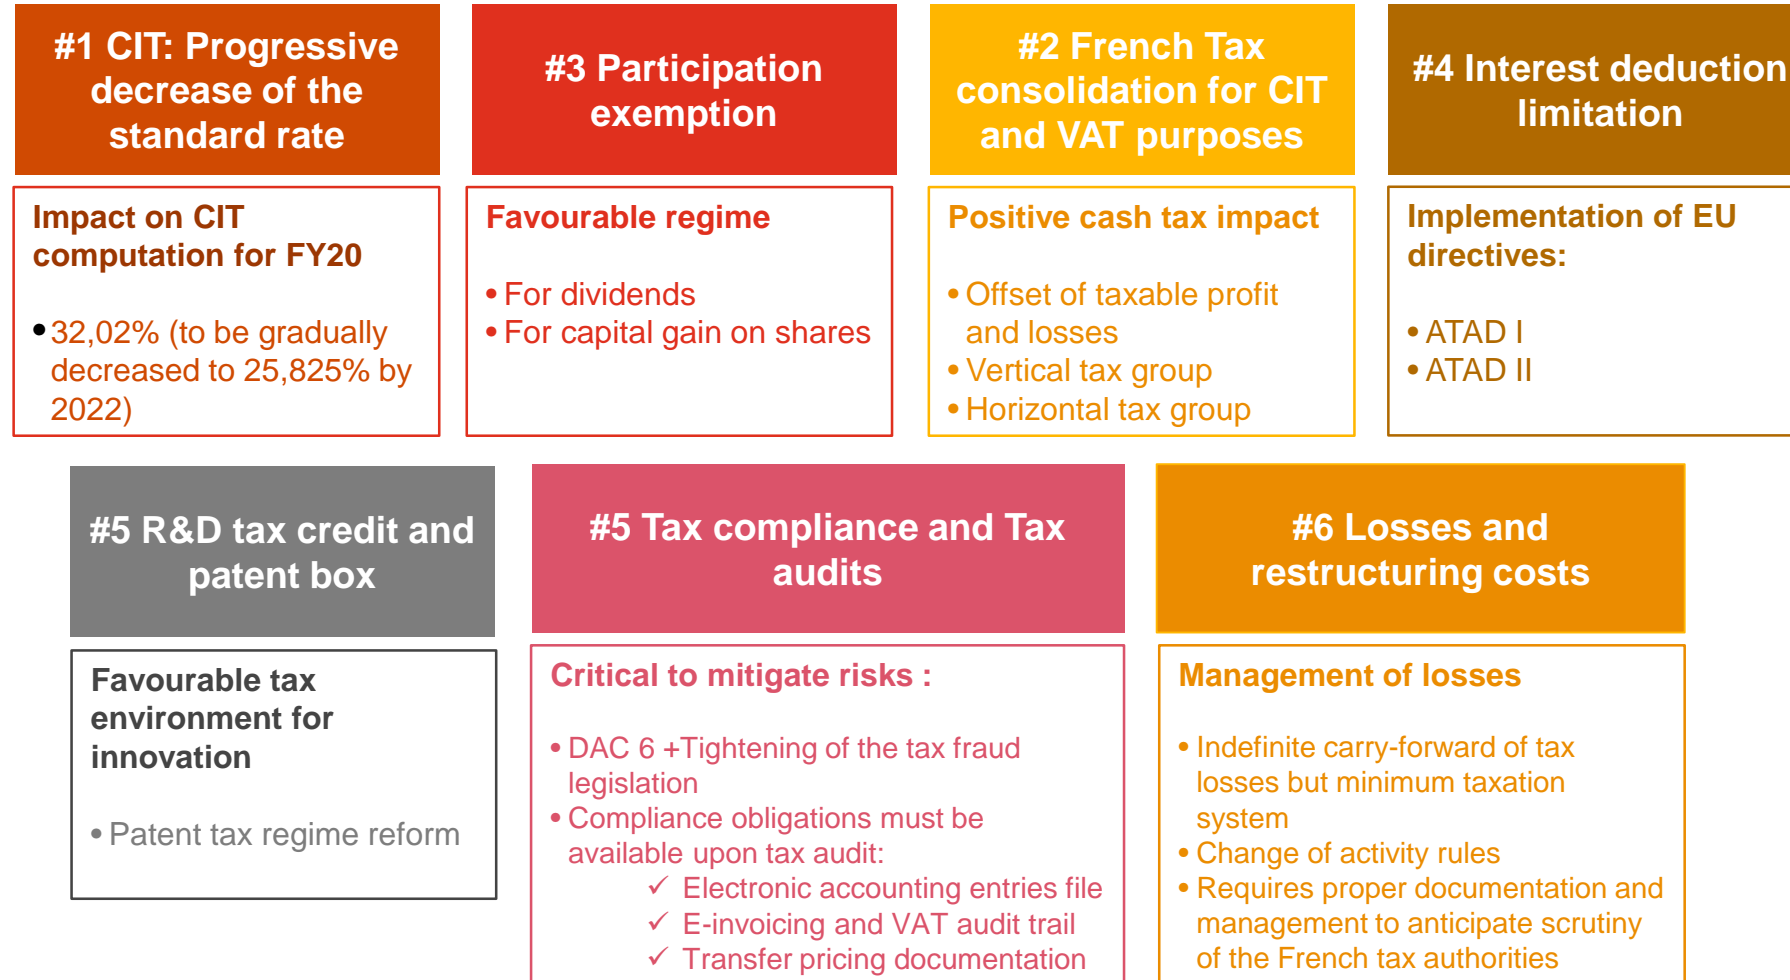 #1 CIT: Progressive
decrease of the
standard rate
Impact on CIT
computation for FY20
• 32,02% (to be gradually
decreased to 25,825% by
2022)
#3 Participation
exemption
Favourable regime
• For dividends
• For capital gain on shares
#2 French Tax
consolidation for CIT
and VAT purposes
Positive cash tax impact
• Offset of taxable profit
and losses
• Vertical tax group
• Horizontal tax group
#4 Interest deduction
limitation
Implementation of EU
directives:
• ATAD I
• ATAD II
#5 R&D tax credit and
patent box
Favourable tax
environment for
innovation
• Patent tax regime reform
#5 Tax compliance and Tax
audits
Critical to mitigate risks :
• DAC 6 +Tightening of the tax fraud
legislation
• Compliance obligations must be
available upon tax audit:
✓ Electronic accounting entries file
✓ E-invoicing and VAT audit trail
✓ Transfer pricing documentation
#6 Losses and
restructuring costs
Management of losses
• Indefinite carry-forward of tax
losses but minimum taxation
system
• Change of activity rules
• Requires proper documentation and
management to anticipate scrutiny
of the French tax authorities